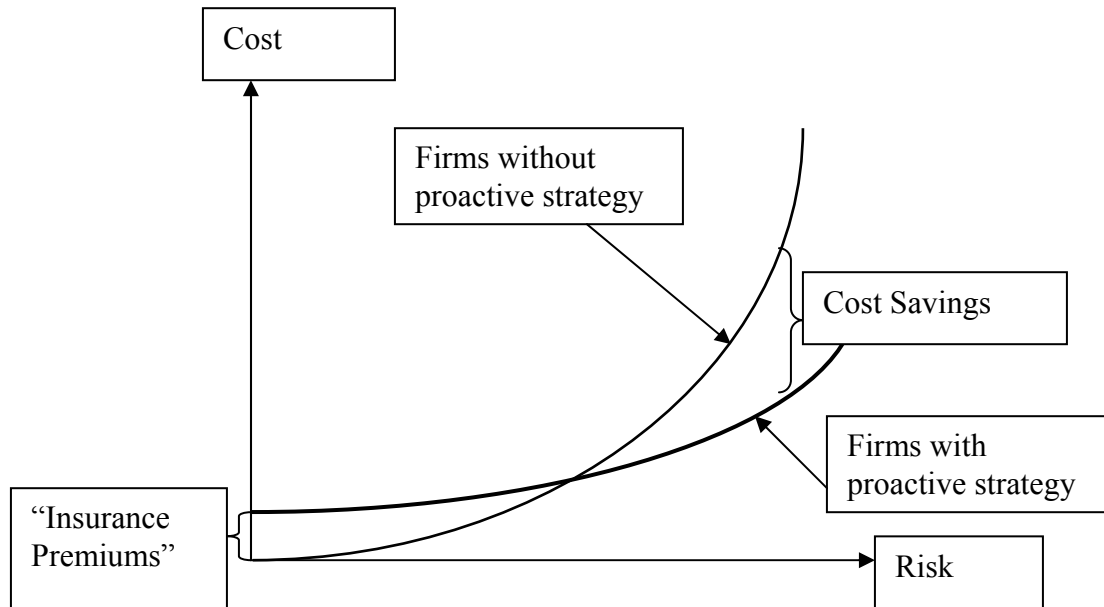 Cost
Firms without
proactive strategy
Cost Savings
Firms with
proactive strategy
“Insurance
Premiums”
Risk